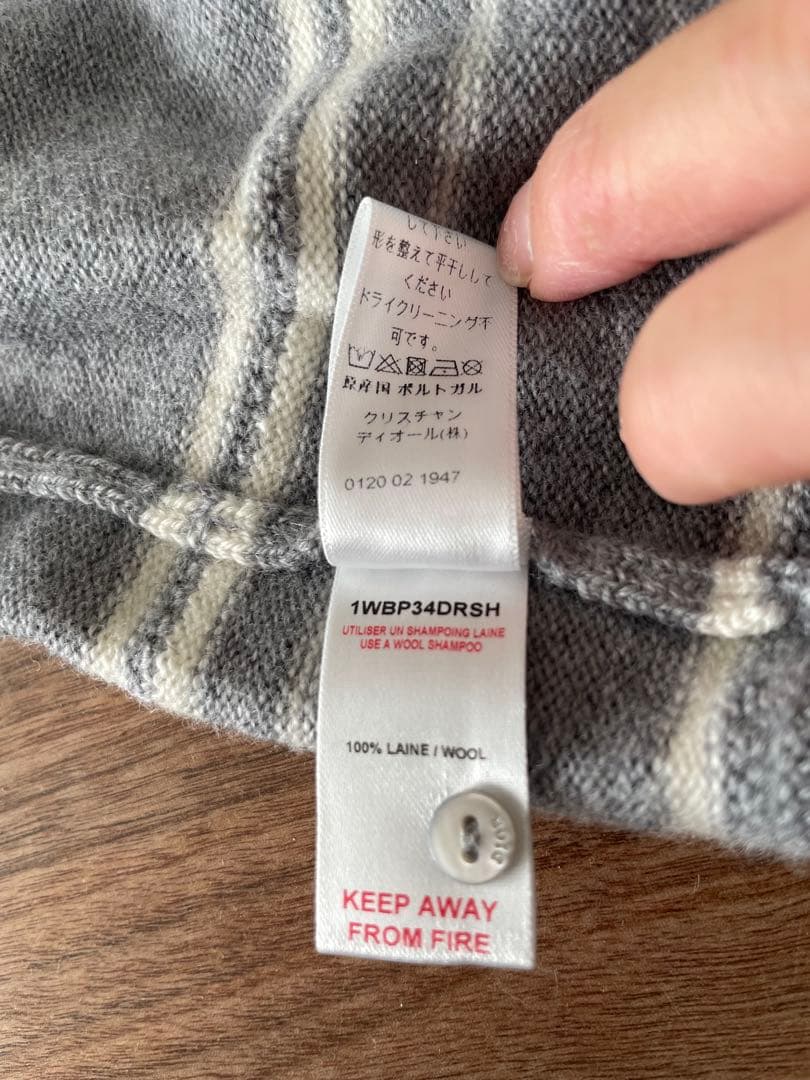 して下さい
形を整えて平干しして
ください
ドライクリーニング不
可です。
原産国 ポルトガル
クリスチャン
ディオール(株)
0120 02 1947
1WBP34DRSH
UTILISER UN SHAMPOING LAINE
USE A WOOL SHAMPOO
100% LAINE / WOOL
Dior
KEEP AWAY
FROM FIRE